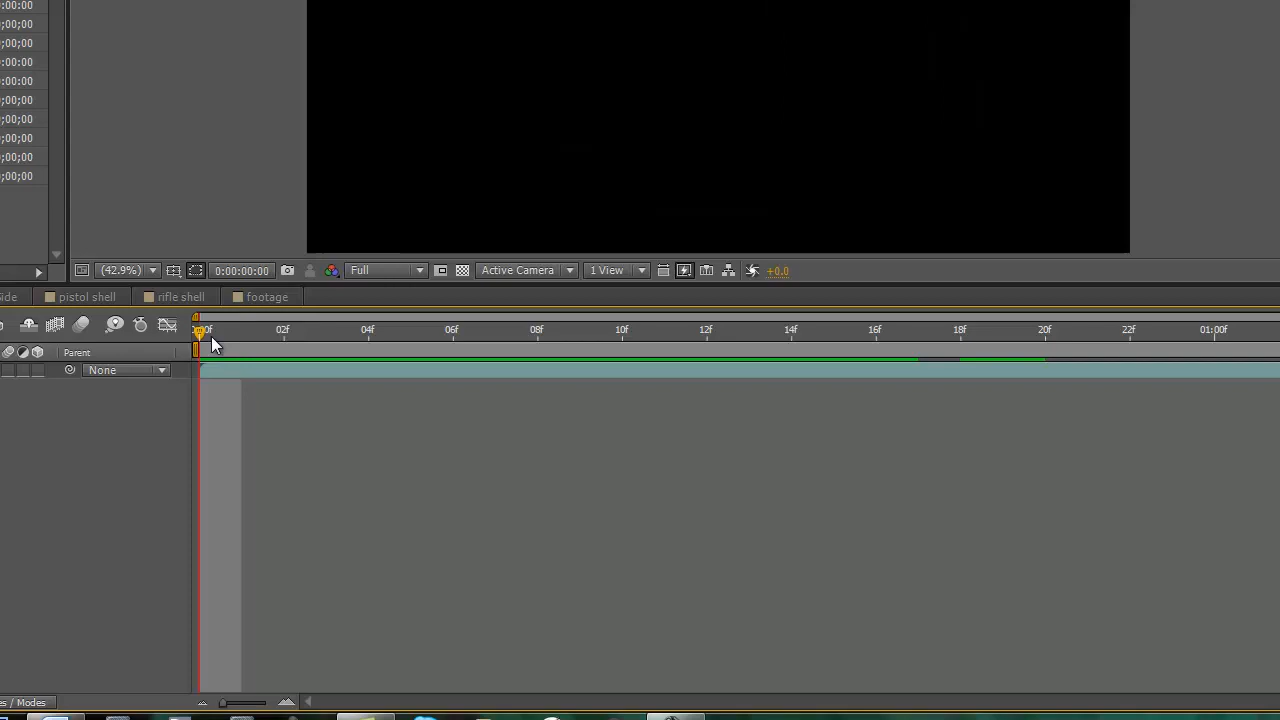 :00:00
;00;00
;00;00
:00:00
:00:00
;00;00
;00;00
;00;00
;00;00
;00;00
(42.9%) 0:00:00:00 Full Active Camera 1 View +0.0
pistol shell rifle shell footage
:00f 02f 04f 06f 08f 10f 12f 14f 16f 18f 20f 22f 01:00f
Parent
None
es / Modes